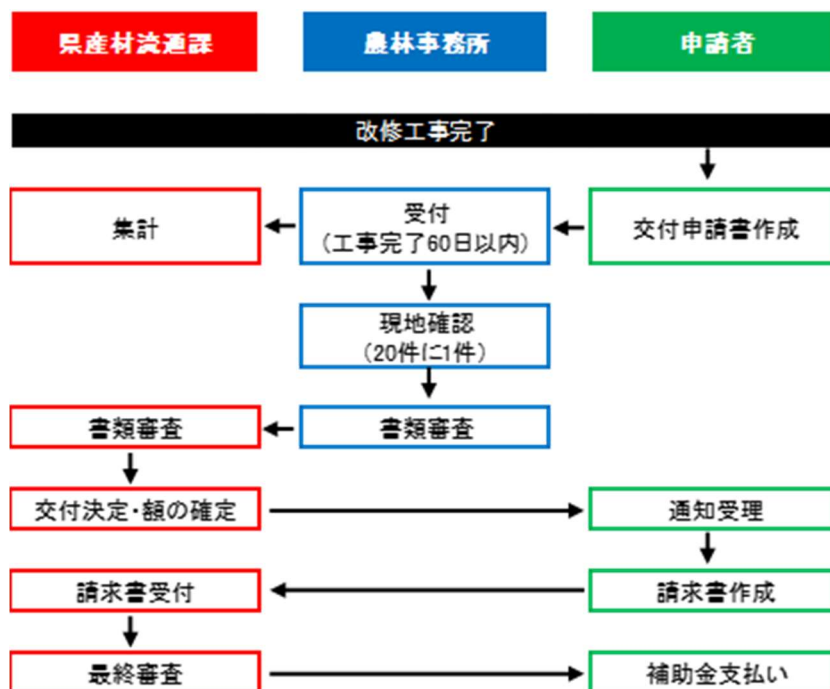 県産材流通課
農林事務所
申請者
改修工事完了
集計
受付
（工事完了60日以内）
交付申請書作成
現地確認
（20件に1件）
書類審査
書類審査
交付決定・額の確定
通知受理
請求書受付
請求書作成
最終審査
補助金支払い